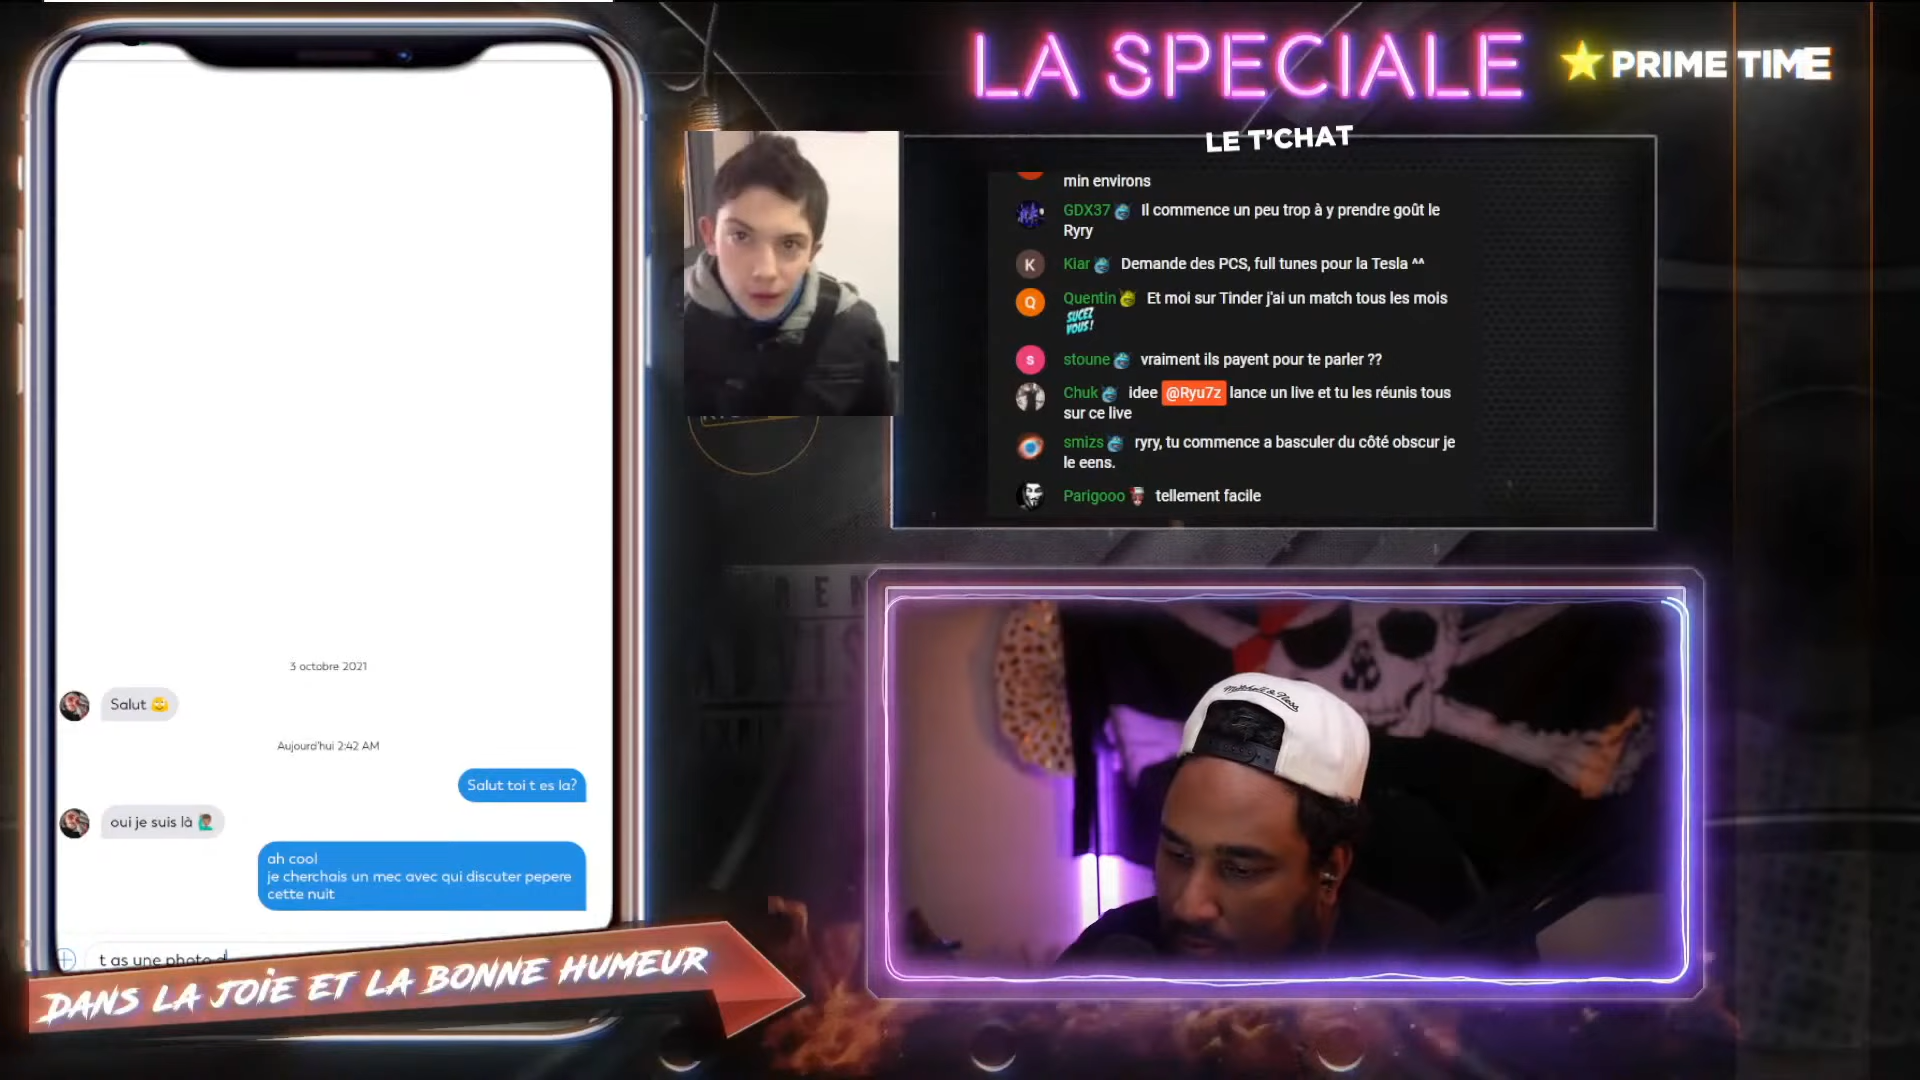 LA SPECIALE
PRIME TIME
LE T'CHAT
min environs
GDX37 Il commence un peu trop à y prendre goût le
Ryry
K
Kiar Demande des PCS, full tunes pour la Tesla ^^
Q
Quentin Et moi sur Tinder j'ai un match tous les mois
SUCEZ
VOUS!
s
stoune vraiment ils payent pour te parler ??
Chuk idee @Ryu7z lance un live et tu les réunis tous
sur ce live
smizs ryry, tu commence a basculer du côté obscur je
le eens.
Parigooo tellement facile
3 octobre 2021
Salut
Aujourd'hui 2:42 AM
Salut toi t es la?
oui je suis là
ah cool
je cherchais un mec avec qui discuter pepere
cette nuit
t as une photo d
DANS LA JOIE ET LA BONNE HUMEUR
Mitchell & Ness